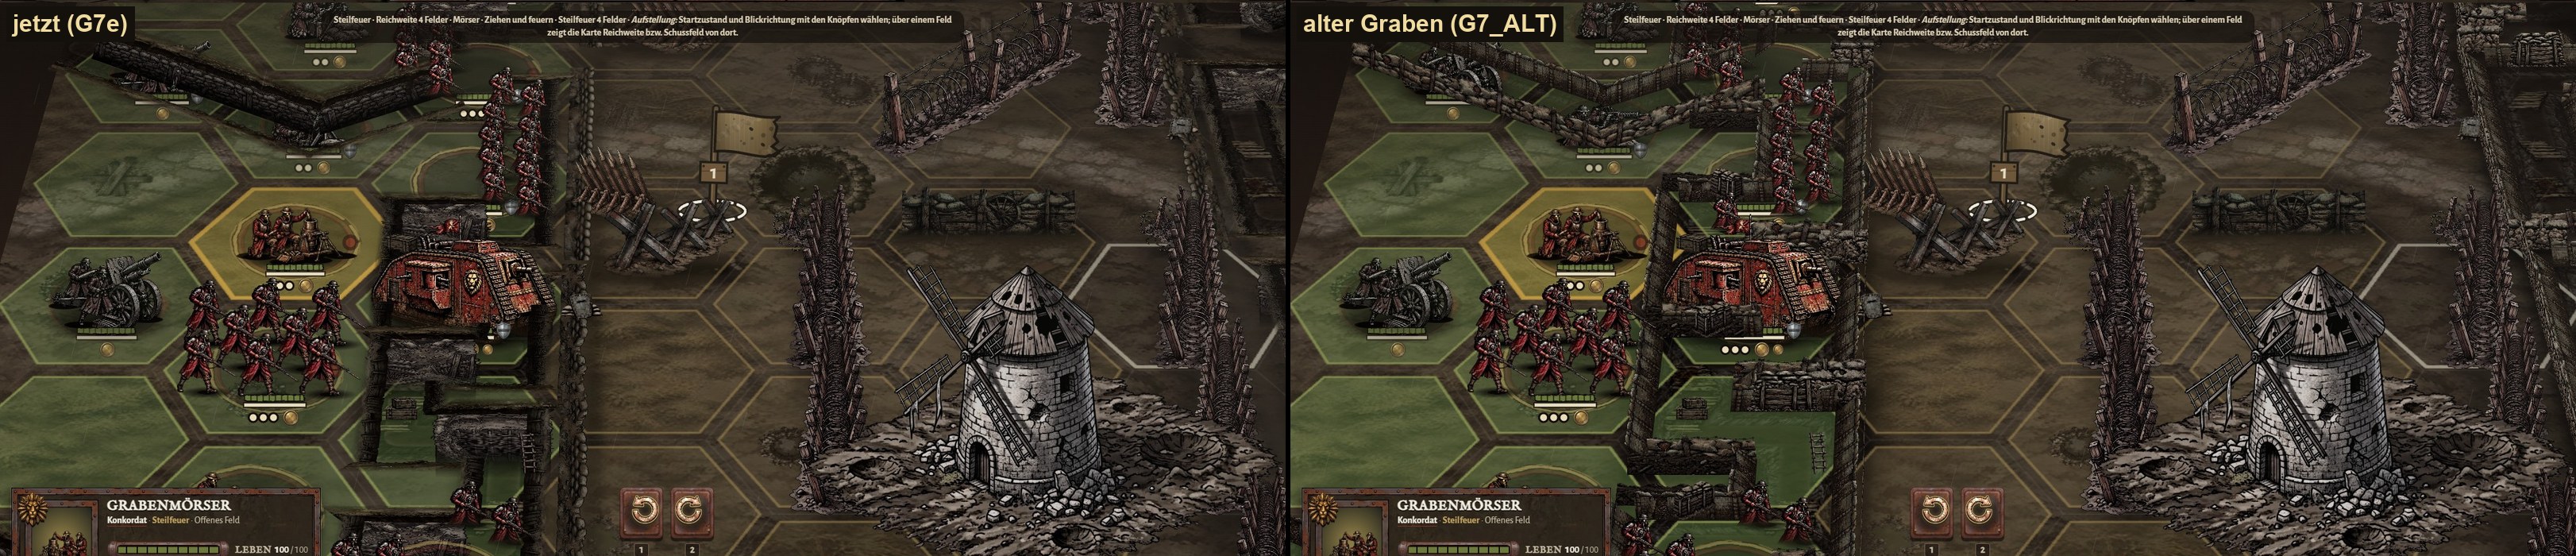 jetzt (G7e)
Steilfeuer · Reichweite 4 Felder · Mörser · Ziehen und feuern · Steilfeuer 4 Felder · Aufstellung: Startzustand und Blickrichtung mit den Knöpfen wählen; über einem Feld
zeigt die Karte Reichweite bzw. Schussfeld von dort.
1
GRABENMÖRSER
Konkordat · Steilfeuer · Offenes Feld
LEBEN 100/100
1 2
alter Graben (G7_ALT)
Steilfeuer · Reichweite 4 Felder · Mörser · Ziehen und feuern · Steilfeuer 4 Felder · Aufstellung: Startzustand und Blickrichtung mit den Knöpfen wählen; über einem Feld
zeigt die Karte Reichweite bzw. Schussfeld von dort.
1
GRABENMÖRSER
Konkordat · Steilfeuer · Offenes Feld
LEBEN 100/100
1 2